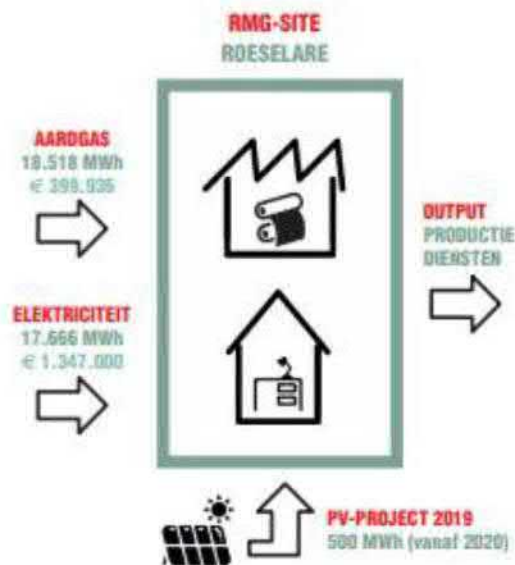 RMG-SITE
ROESELARE
AARDGAS
18.518 MWh
€ 399.936
ELEKTRICITEIT
17.666 MWh
€ 1.347.000
OUTPUT
PRODUCTIE
DIENSTEN
PV-PROJECT 2019
500 MWh (vanaf 2020)